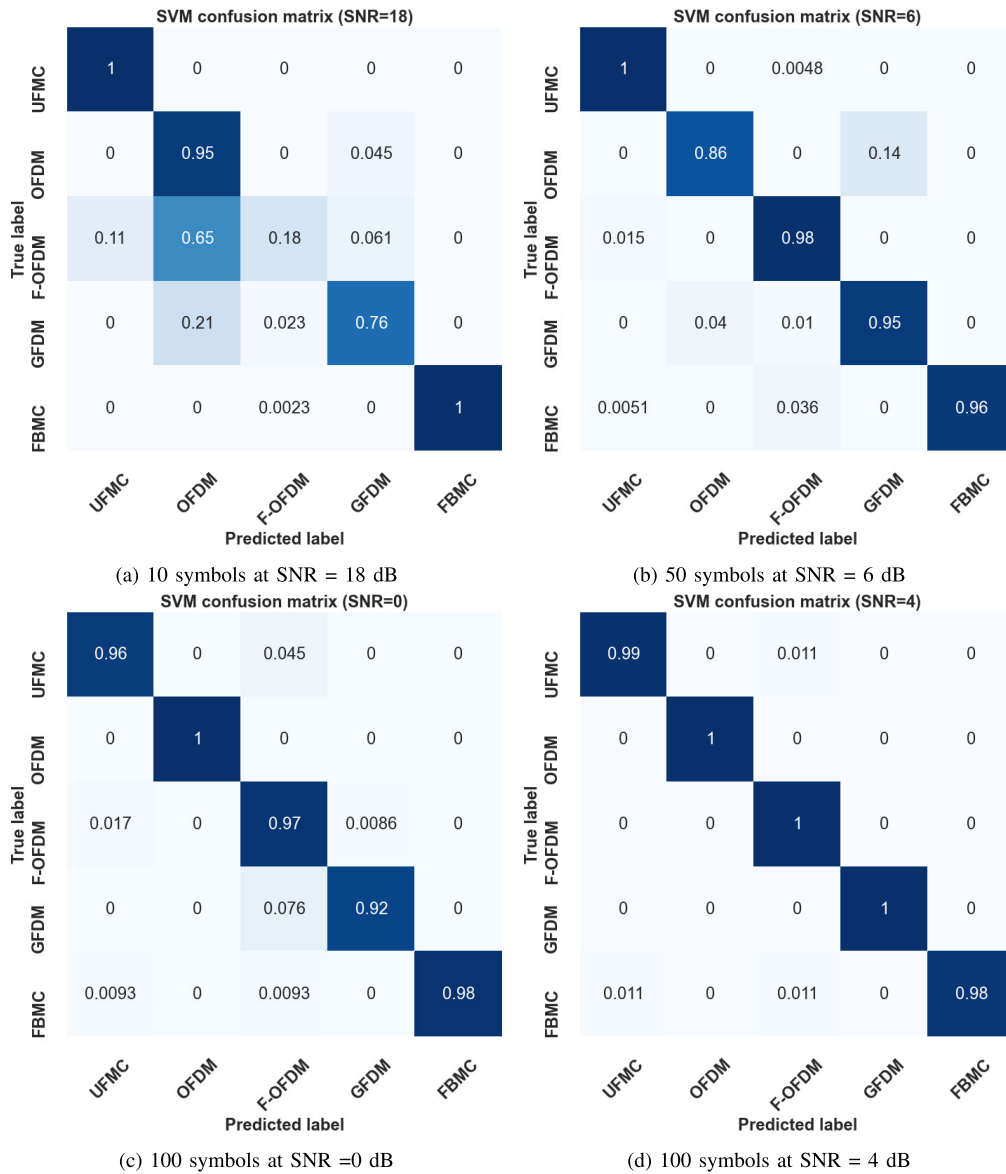 SVM confusion matrix (SNR=18)
UFMC 1 0 0 0 0
OFDM 0 0.95 0 0.045 0
F-OFDM 0.11 0.65 0.18 0.061 0
GFDM 0 0.21 0.023 0.76 0
FBMC 0 0 0.0023 0 1
True label
UFMC OFDM F-OFDM GFDM FBMC
Predicted label
(a) 10 symbols at SNR = 18 dB
SVM confusion matrix (SNR=6)
UFMC 1 0 0.0048 0 0
OFDM 0 0.86 0 0.14 0
F-OFDM 0.015 0 0.98 0 0
GFDM 0 0.04 0.01 0.95 0
FBMC 0.0051 0 0.036 0 0.96
True label
UFMC OFDM F-OFDM GFDM FBMC
Predicted label
(b) 50 symbols at SNR = 6 dB
SVM confusion matrix (SNR=0)
UFMC 0.96 0 0.045 0 0
OFDM 0 1 0 0 0
F-OFDM 0.017 0 0.97 0.0086 0
GFDM 0 0 0.076 0.92 0
FBMC 0.0093 0 0.0093 0 0.98
True label
UFMC OFDM F-OFDM GFDM FBMC
Predicted label
(c) 100 symbols at SNR =0 dB
SVM confusion matrix (SNR=4)
UFMC 0.99 0 0.011 0 0
OFDM 0 1 0 0 0
F-OFDM 0 0 1 0 0
GFDM 0 0 0 1 0
FBMC 0.011 0 0.011 0 0.98
True label
UFMC OFDM F-OFDM GFDM FBMC
Predicted label
(d) 100 symbols at SNR = 4 dB